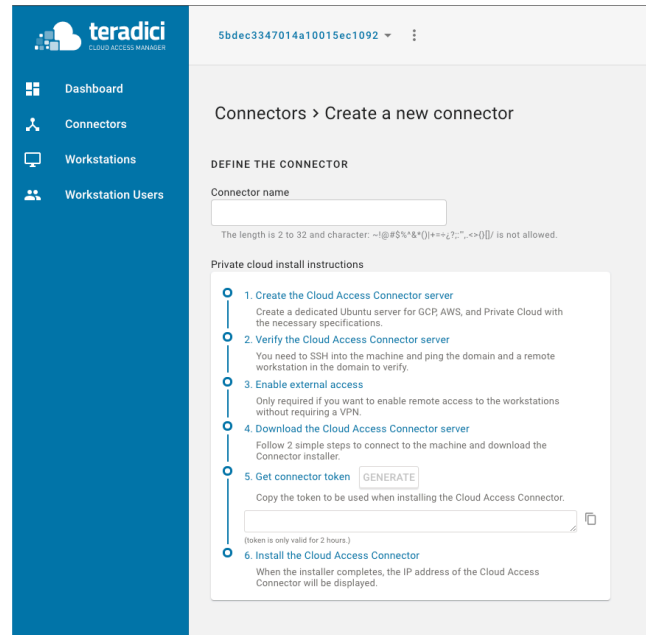 teradici
CLOUD ACCESS MANAGER
5bdec3347014a10015ec1092
Dashboard
Connectors
Workstations
Workstation Users
Connectors > Create a new connector
DEFINE THE CONNECTOR
Connector name
The length is 2 to 32 and character: ~!@#$%^&*()|+=÷¿?;:'",.<>{}[]/ is not allowed.
Private cloud install instructions
1. Create the Cloud Access Connector server
Create a dedicated Ubuntu server for GCP, AWS, and Private Cloud with
the necessary specifications.
2. Verify the Cloud Access Connector server
You need to SSH into the machine and ping the domain and a remote
workstation in the domain to verify.
3. Enable external access
Only required if you want to enable remote access to the workstations
without requiring a VPN.
4. Download the Cloud Access Connector server
Follow 2 simple steps to connect to the machine and download the
Connector installer.
5. Get connector token GENERATE
Copy the token to be used when installing the Cloud Access Connector.
(token is only valid for 2 hours.)
6. Install the Cloud Access Connector
When the installer completes, the IP address of the Cloud Access
Connector will be displayed.